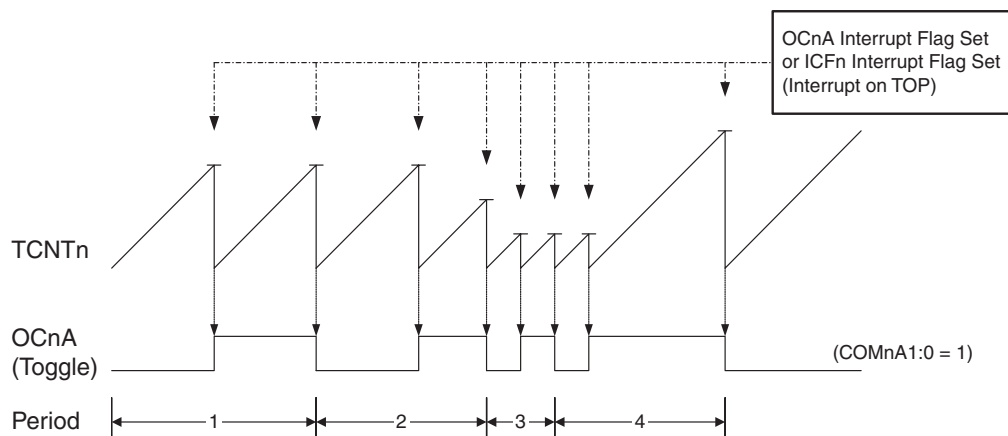 OCnA Interrupt Flag Set
or ICFn Interrupt Flag Set
(Interrupt on TOP)
TCNTn
OCnA
(Toggle)
(COMnA1:0 = 1)
Period
1
2
3
4